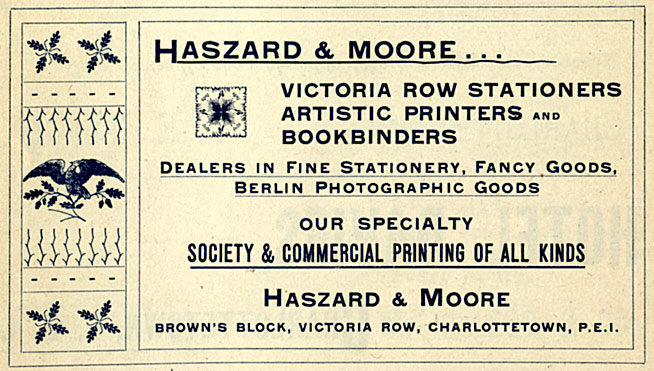 HASZARD & MOORE...
VICTORIA ROW STATIONERS
ARTISTIC PRINTERS AND
BOOKBINDERS
DEALERS IN FINE STATIONERY, FANCY GOODS,
BERLIN PHOTOGRAPHIC GOODS
OUR SPECIALTY
SOCIETY & COMMERCIAL PRINTING OF ALL KINDS
HASZARD & MOORE
BROWN'S BLOCK, VICTORIA ROW, CHARLOTTETOWN, P.E.I.